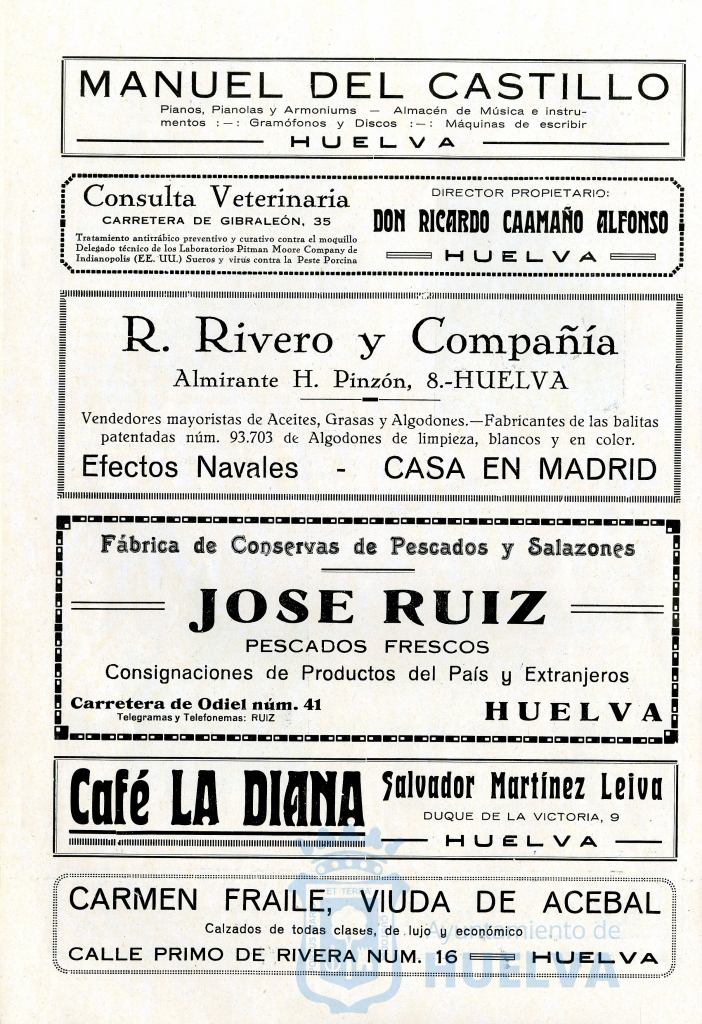 MANUEL DEL CASTILLO
Pianos, Pianolas y Armoniums — Almacén de Música e instru-
mentos :—: Gramófonos y Discos :—: Máquinas de escribir
HUELVA
Consulta Veterinaria
CARRETERA DE GIBRALEÓN, 35
Tratamiento antirrábico preventivo y curativo contra el moquillo
Delegado técnico de los Laboratorios Pitman Moore Company de
Indianopolis (EE. UU.) Sueros y virus contra la Peste Porcina
DIRECTOR PROPIETARIO:
DON RICARDO CAAMAÑO ALFONSO
HUELVA
R. Rivero y Compañía
Almirante H. Pinzón, 8.-HUELVA
Vendedores mayoristas de Aceites, Grasas y Algodones.—Fabricantes de las balitas
patentadas núm. 93.703 de Algodones de limpieza, blancos y en color.
Efectos Navales - CASA EN MADRID
Fábrica de Conservas de Pescados y Salazones
JOSE RUIZ
PESCADOS FRESCOS
Consignaciones de Productos del País y Extranjeros
Carretera de Odiel núm. 41
Telegramas y Telefonemas: RUIZ
HUELVA
Café LA DIANA
Salvador Martínez Leiva
DUQUE DE LA VICTORIA, 9
HUELVA
CARMEN FRAILE, VIUDA DE ACEBAL
Calzados de todas clases, de lujo y económico
CALLE PRIMO DE RIVERA NUM. 16 HUELVA
Ayuntamiento de
HUELVA